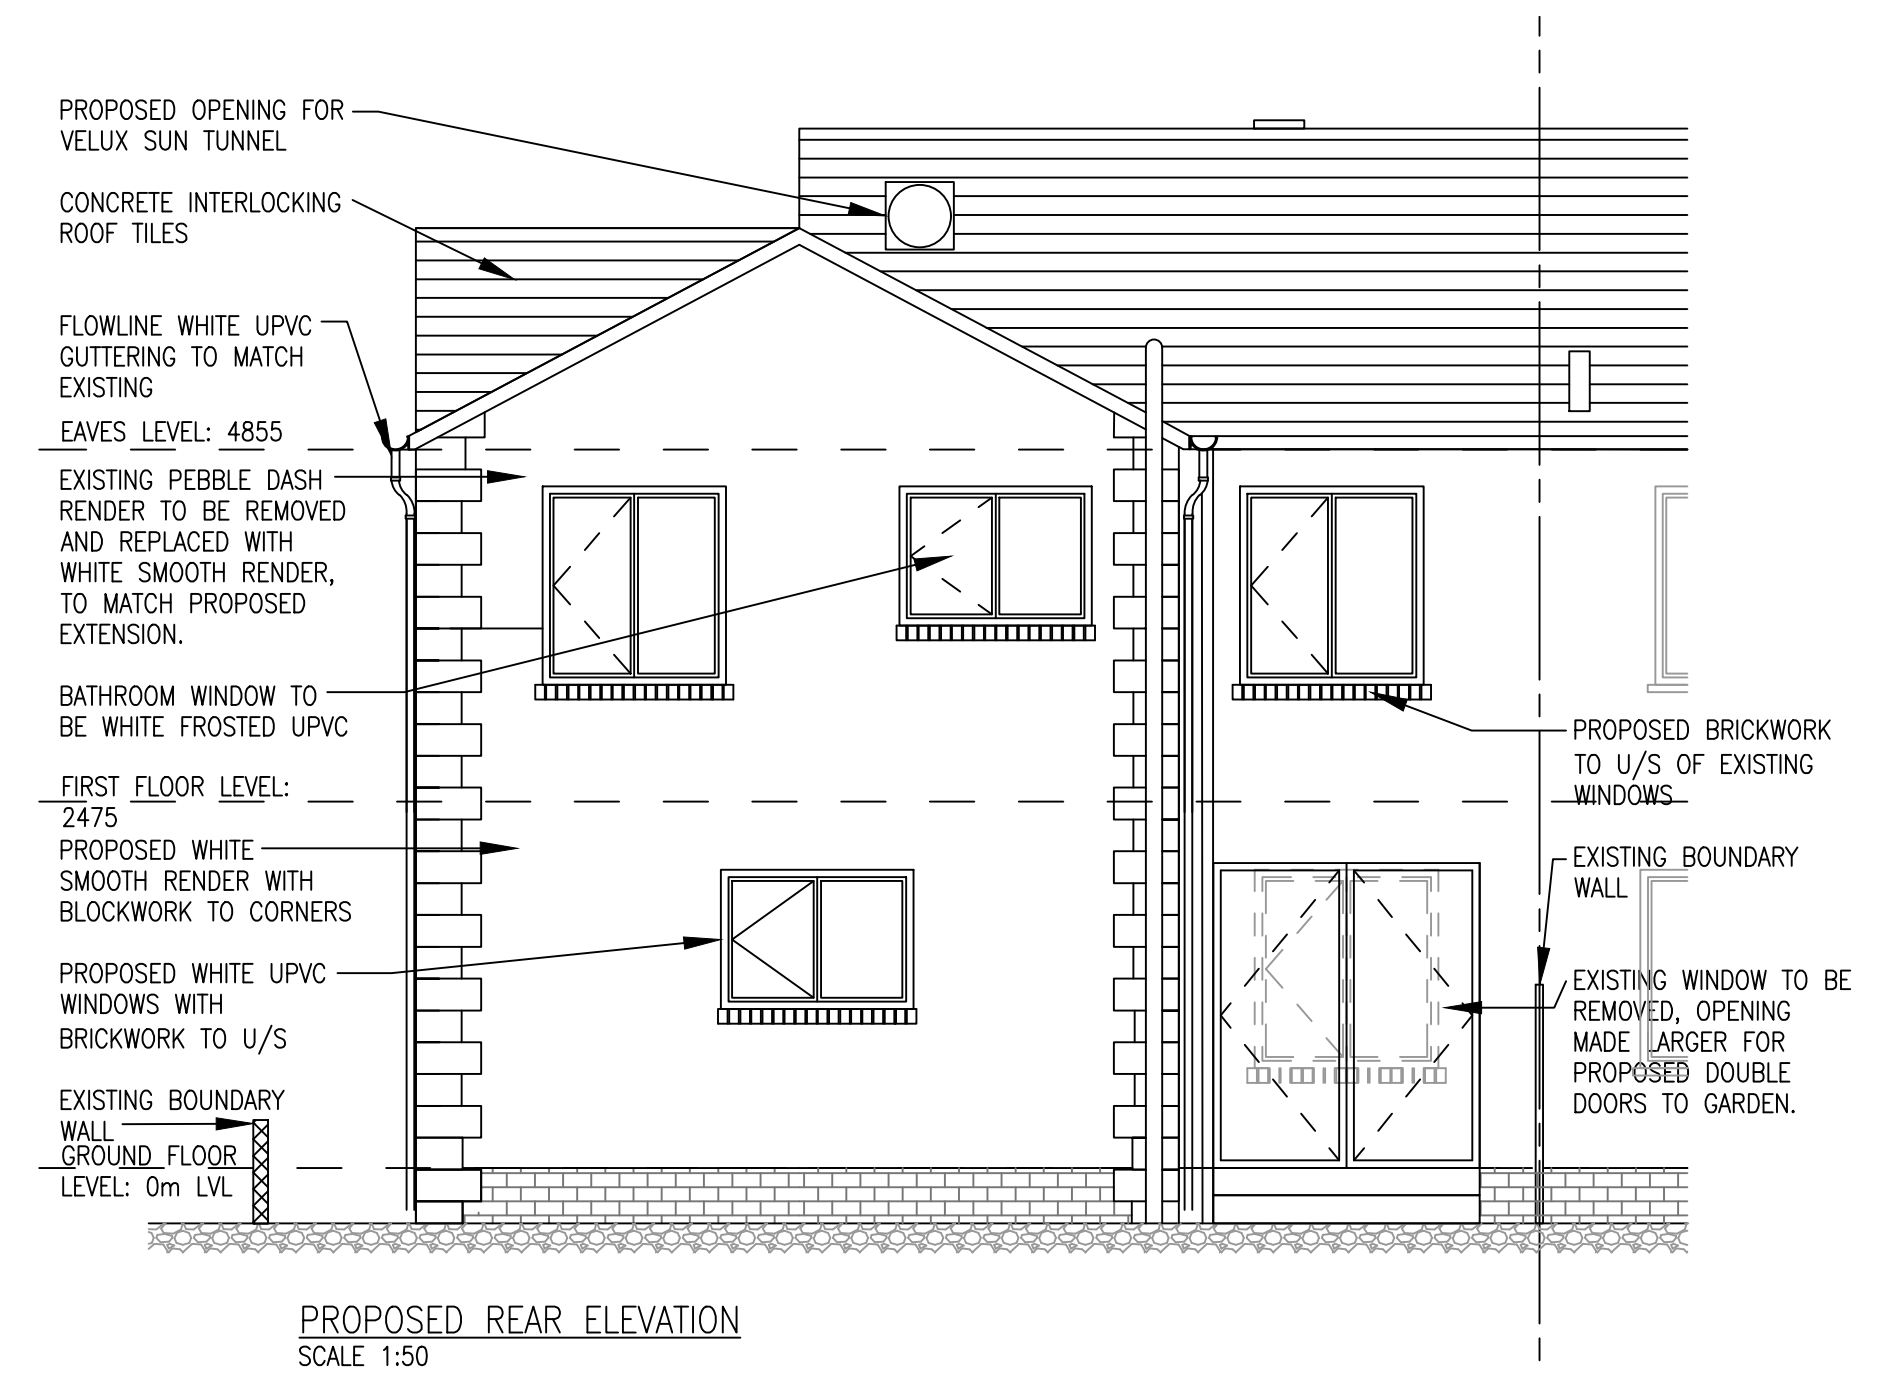 PROPOSED OPENING FOR
VELUX SUN TUNNEL
CONCRETE INTERLOCKING
ROOF TILES
FLOWLINE WHITE UPVC
GUTTERING TO MATCH
EXISTING
EAVES LEVEL: 4855
EXISTING PEBBLE DASH
RENDER TO BE REMOVED
AND REPLACED WITH
WHITE SMOOTH RENDER,
TO MATCH PROPOSED
EXTENSION.
BATHROOM WINDOW TO
BE WHITE FROSTED UPVC
FIRST FLOOR LEVEL:
2475
PROPOSED WHITE
SMOOTH RENDER WITH
BLOCKWORK TO CORNERS
PROPOSED WHITE UPVC
WINDOWS WITH
BRICKWORK TO U/S
EXISTING BOUNDARY
WALL
GROUND FLOOR
LEVEL: 0m LVL
PROPOSED BRICKWORK
TO U/S OF EXISTING
WINDOWS
EXISTING BOUNDARY
WALL
EXISTING WINDOW TO BE
REMOVED, OPENING
MADE LARGER FOR
PROPOSED DOUBLE
DOORS TO GARDEN.
PROPOSED REAR ELEVATION
SCALE 1:50